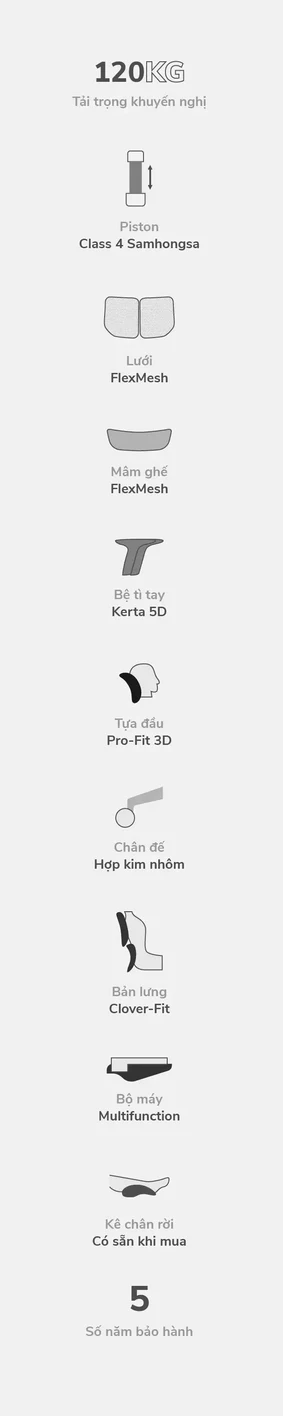 120KG
Tải trọng khuyến nghị
Piston
Class 4 Samhongsa
Lưới
FlexMesh
Mâm ghế
FlexMesh
Bệ tì tay
Kerta 5D
Tựa đầu
Pro-Fit 3D
Chân đế
Hợp kim nhôm
Bản lưng
Clover-Fit
Bộ máy
Multifunction
Kê chân rời
Có sẵn khi mua
5
Số năm bảo hành